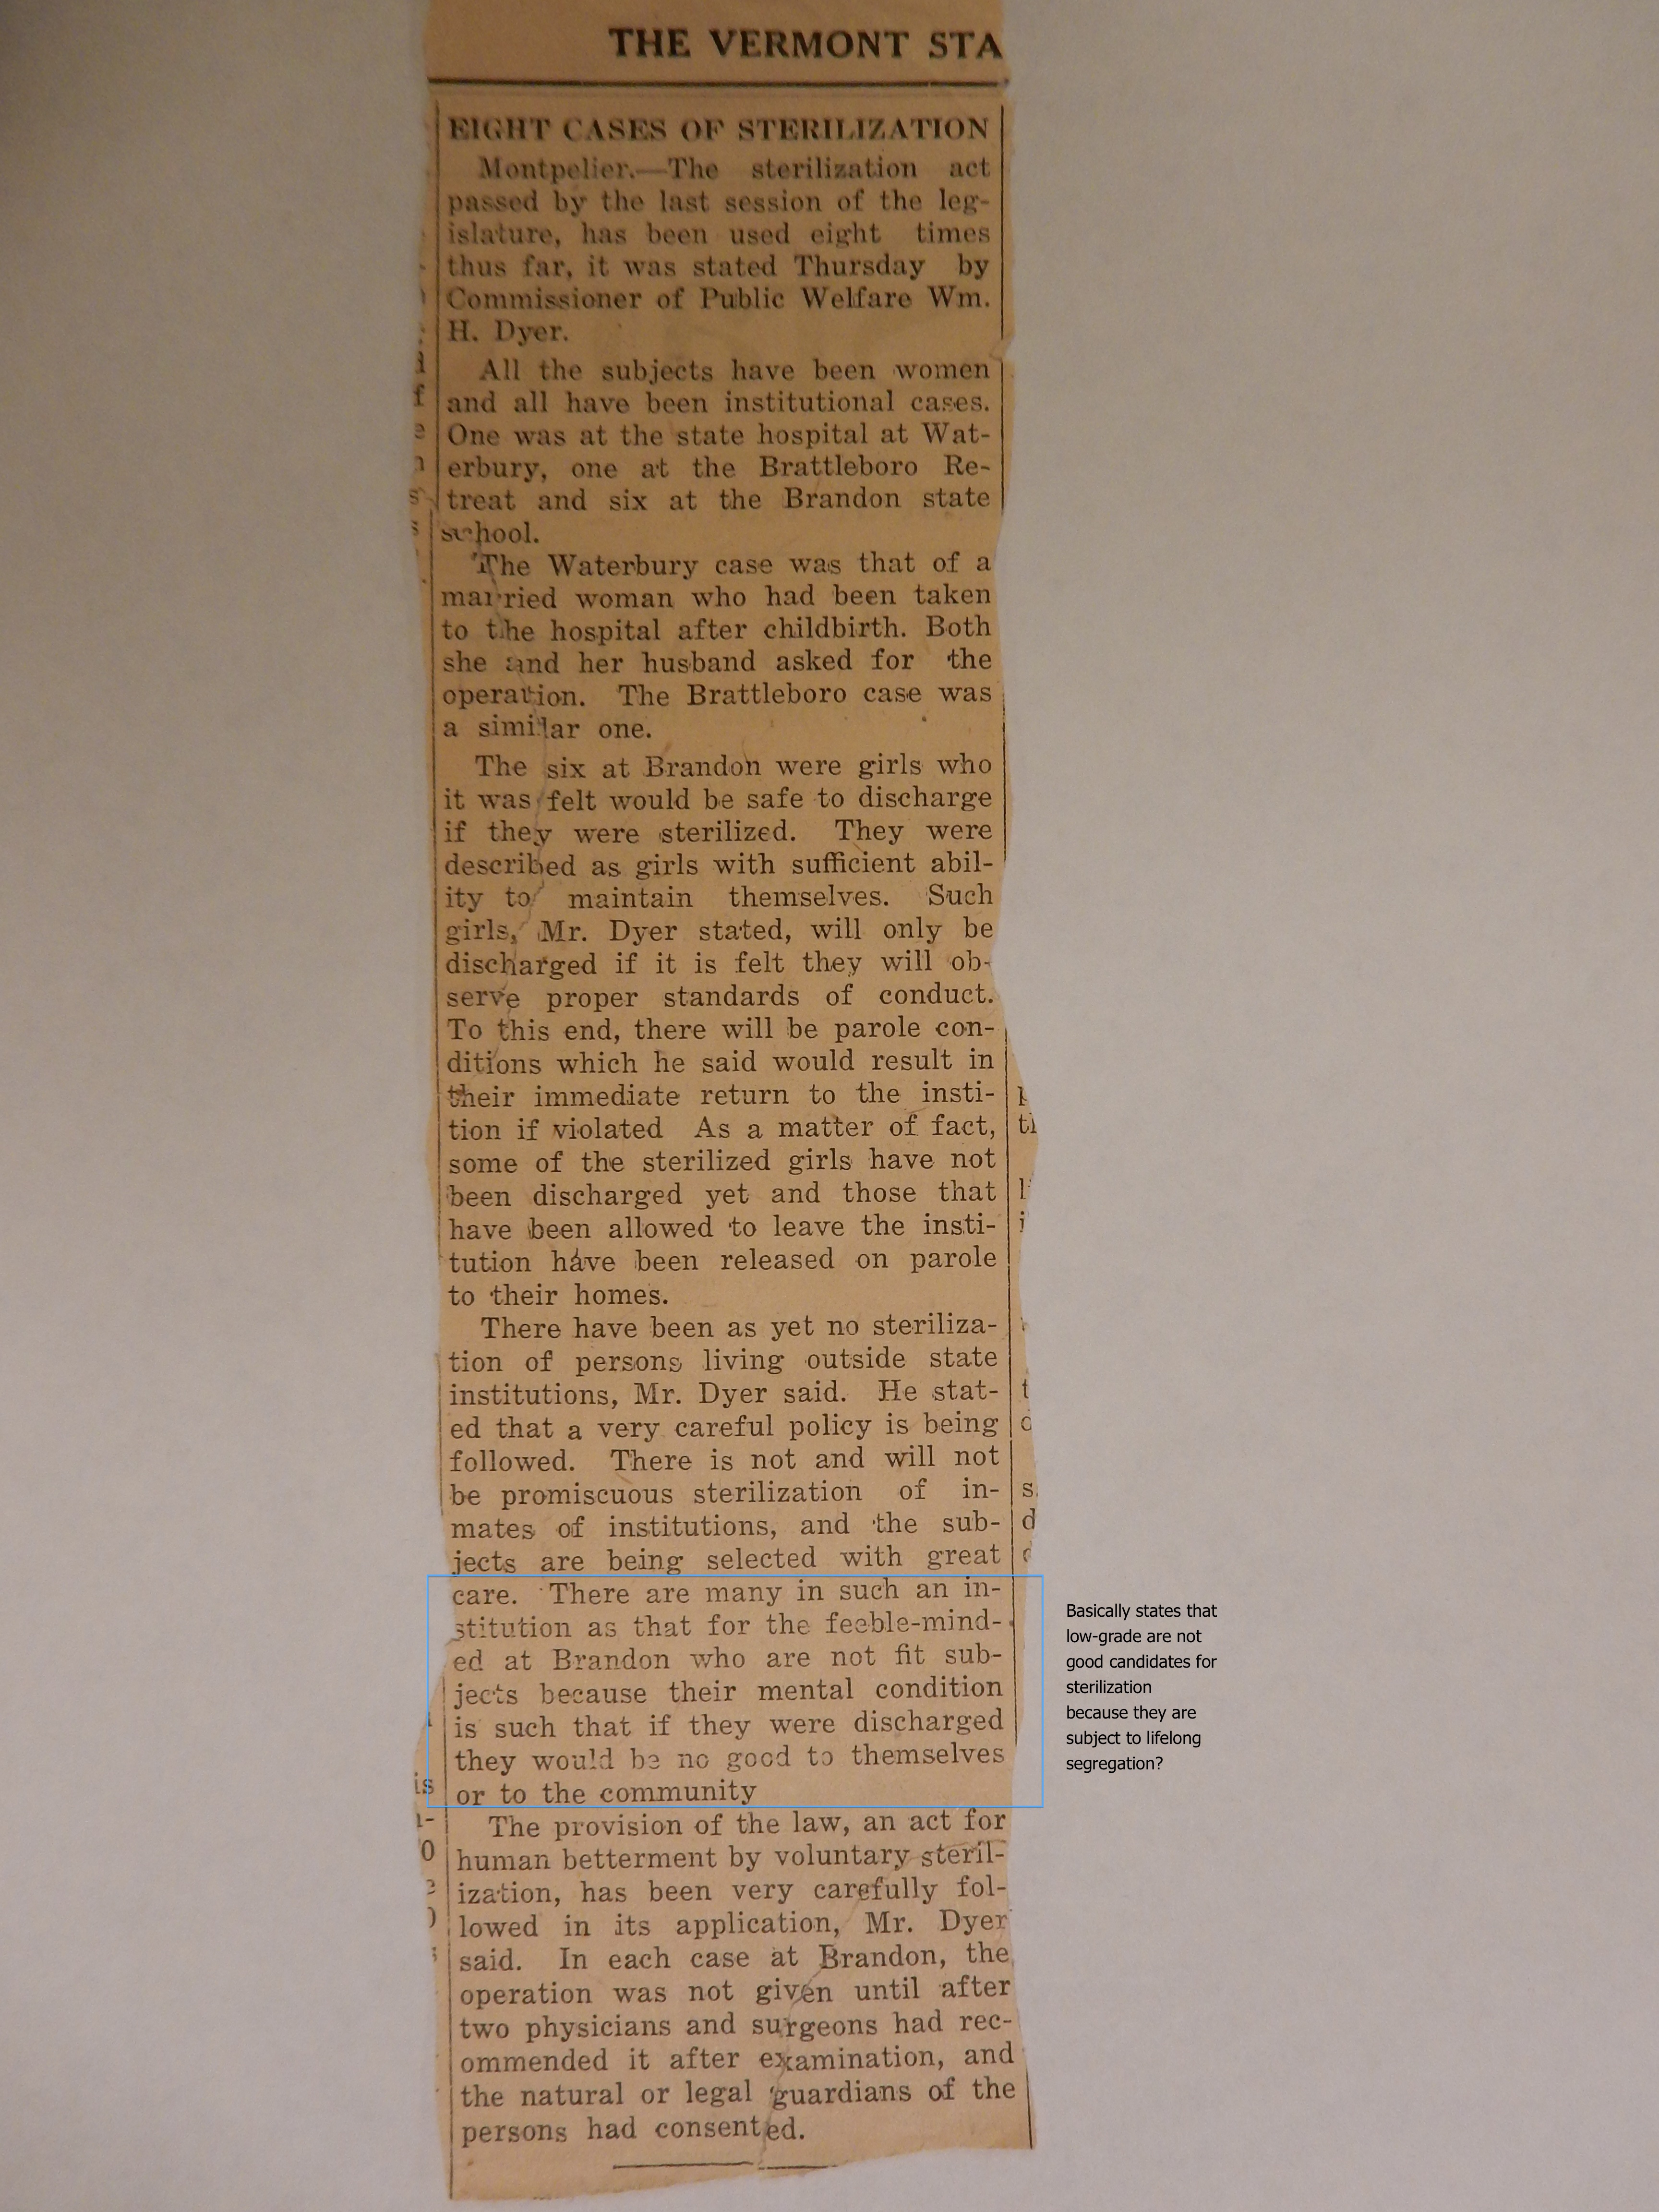 THE VERMONT STA
EIGHT CASES OF STERILIZATION
Montpelier.—The sterilization act
passed by the last session of the leg-
islature, has been used eight times
thus far, it was stated Thursday by
Commissioner of Public Welfare Wm.
H. Dyer.
All the subjects have been women
and all have been institutional cases.
One was at the state hospital at Wat-
erbury, one at the Brattleboro Re-
treat and six at the Brandon state
school.
The Waterbury case was that of a
married woman who had been taken
to the hospital after childbirth. Both
she and her husband asked for the
operation. The Brattleboro case was
a similar one.
The six at Brandon were girls who
it was felt would be safe to discharge
if they were sterilized. They were
described as girls with sufficient abil-
ity to maintain themselves. Such
girls, Mr. Dyer stated, will only be
discharged if it is felt they will ob-
serve proper standards of conduct.
To this end, there will be parole con-
ditions which he said would result in
their immediate return to the insti-
tion if violated As a matter of fact,
some of the sterilized girls have not
been discharged yet and those that
have been allowed to leave the insti-
tution have been released on parole
to their homes.
There have been as yet no steriliza-
tion of persons living outside state
institutions, Mr. Dyer said. He stat-
ed that a very careful policy is being
followed. There is not and will not
be promiscuous sterilization of in-
mates of institutions, and the sub-
jects are being selected with great
care. There are many in such an in-
stitution as that for the feeble-mind-
ed at Brandon who are not fit sub-
jects because their mental condition
is such that if they were discharged
they would be no good to themselves
or to the community
The provision of the law, an act for
human betterment by voluntary steril-
ization, has been very carefully fol-
lowed in its application, Mr. Dyer
said. In each case at Brandon, the
operation was not given until after
two physicians and surgeons had rec-
ommended it after examination, and
the natural or legal guardians of the
persons had consented.
Basically states that
low-grade are not
good candidates for
sterilization
because they are
subject to lifelong
segregation?